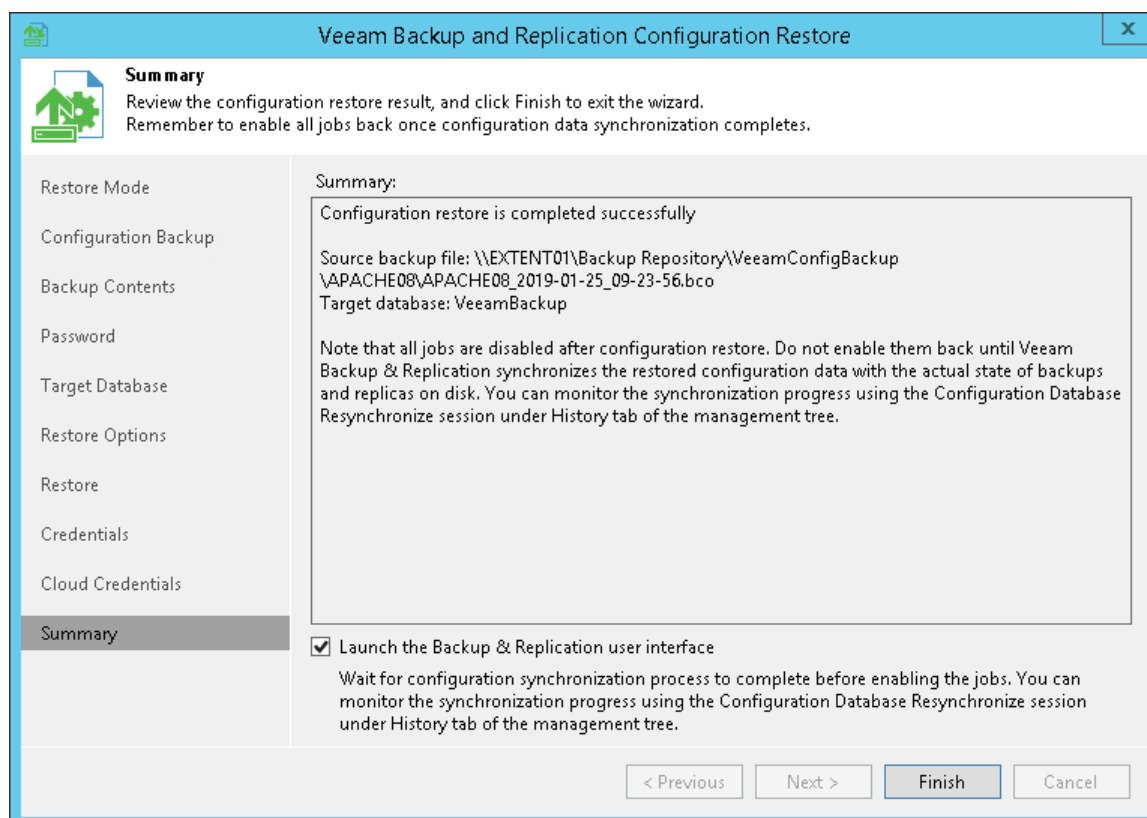 Veeam Backup and Replication Configuration Restore
x
Summary
Review the configuration restore result, and click Finish to exit the wizard.
Remember to enable all jobs back once configuration data synchronization completes.
Restore Mode
Configuration Backup
Backup Contents
Password
Target Database
Restore Options
Restore
Credentials
Cloud Credentials
Summary
Summary:
Configuration restore is completed successfully
Source backup file: \\EXTENT01\Backup Repository\VeeamConfigBackup
\APACHE08\APACHE08_2019-01-25_09-23-56.bco
Target database: VeeamBackup
Note that all jobs are disabled after configuration restore. Do not enable them back until Veeam
Backup & Replication synchronizes the restored configuration data with the actual state of backups
and replicas on disk. You can monitor the synchronization progress using the Configuration Database
Resynchronize session under History tab of the management tree.
Launch the Backup & Replication user interface
Wait for configuration synchronization process to complete before enabling the jobs. You can
monitor the synchronization progress using the Configuration Database Resynchronize session
under History tab of the management tree.
< Previous
Next >
Finish
Cancel